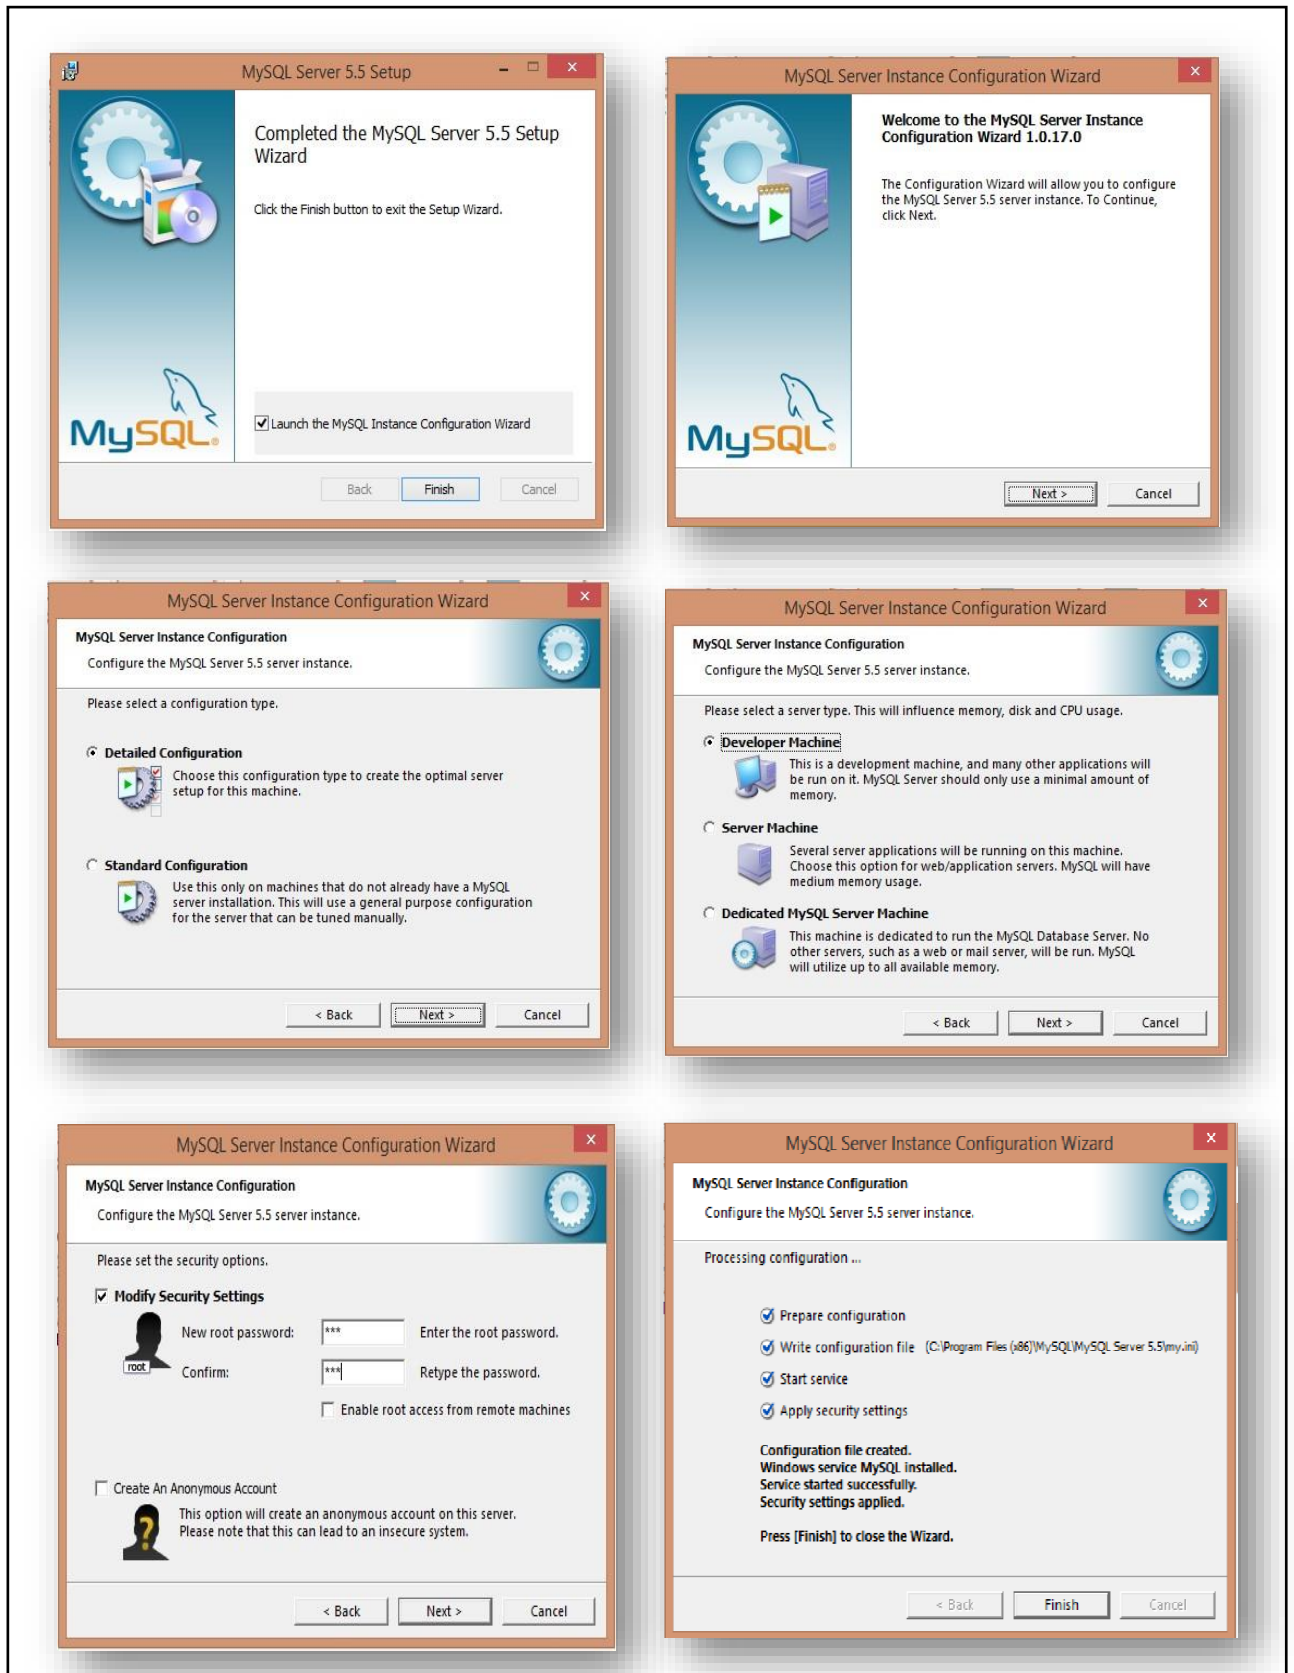 MySQL Server 5.5 Setup
Completed the MySQL Server 5.5 Setup
Wizard
Click the Finish button to exit the Setup Wizard.
MySQL®
Launch the MySQL Instance Configuration Wizard
Back Finish Cancel
MySQL Server Instance Configuration Wizard
Welcome to the MySQL Server Instance
Configuration Wizard 1.0.17.0
The Configuration Wizard will allow you to configure
the MySQL Server 5.5 server instance. To Continue,
click Next.
MySQL®
Next > Cancel
MySQL Server Instance Configuration Wizard
MySQL Server Instance Configuration
Configure the MySQL Server 5.5 server instance.
Please select a configuration type.
Detailed Configuration
Choose this configuration type to create the optimal server
setup for this machine.
Standard Configuration
Use this only on machines that do not already have a MySQL
server installation. This will use a general purpose configuration
for the server that can be tuned manually.
< Back Next > Cancel
MySQL Server Instance Configuration Wizard
MySQL Server Instance Configuration
Configure the MySQL Server 5.5 server instance.
Please select a server type. This will influence memory, disk and CPU usage.
Developer Machine
This is a development machine, and many other applications will
be run on it. MySQL Server should only use a minimal amount of
memory.
Server Machine
Several server applications will be running on this machine.
Choose this option for web/application servers. MySQL will have
medium memory usage.
Dedicated MySQL Server Machine
This machine is dedicated to run the MySQL Database Server. No
other servers, such as a web or mail server, will be run. MySQL
will utilize up to all available memory.
< Back Next > Cancel
MySQL Server Instance Configuration Wizard
MySQL Server Instance Configuration
Configure the MySQL Server 5.5 server instance.
Please set the security options.
Modify Security Settings
root
New root password: *** Enter the root password.
Confirm: *** Retype the password.
Enable root access from remote machines
Create An Anonymous Account
This option will create an anonymous account on this server.
Please note that this can lead to an insecure system.
< Back Next > Cancel
MySQL Server Instance Configuration Wizard
MySQL Server Instance Configuration
Configure the MySQL Server 5.5 server instance.
Processing configuration ...
Prepare configuration
Write configuration file (C:\Program Files (x86)\MySQL\MySQL Server 5.5\my.ini)
Start service
Apply security settings
Configuration file created.
Windows service MySQL installed.
Service started successfully.
Security settings applied.
Press [Finish] to close the Wizard.
< Back Finish Cancel